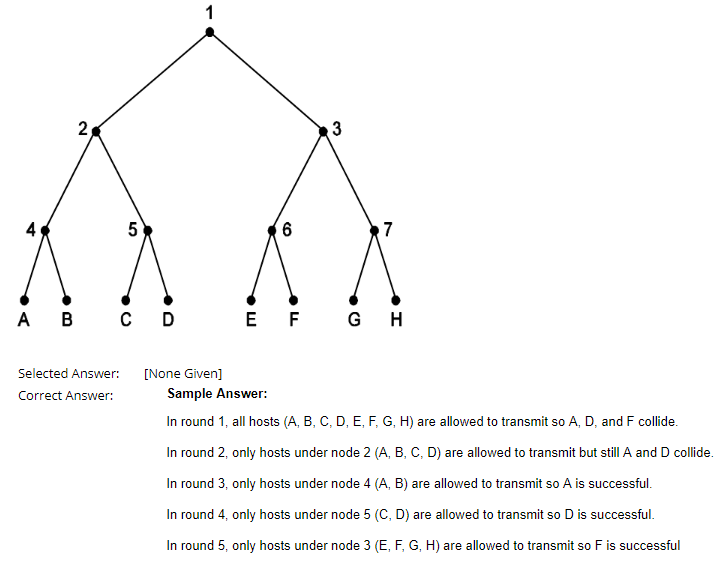 1
2 3
4 5 6 7
A B C D E F G H
Selected Answer: [None Given]
Correct Answer: Sample Answer:
In round 1, all hosts (A, B, C, D, E, F, G, H) are allowed to transmit so A, D, and F collide.
In round 2, only hosts under node 2 (A, B, C, D) are allowed to transmit but still A and D collide.
In round 3, only hosts under node 4 (A, B) are allowed to transmit so A is successful.
In round 4, only hosts under node 5 (C, D) are allowed to transmit so D is successful.
In round 5, only hosts under node 3 (E, F, G, H) are allowed to transmit so F is successful